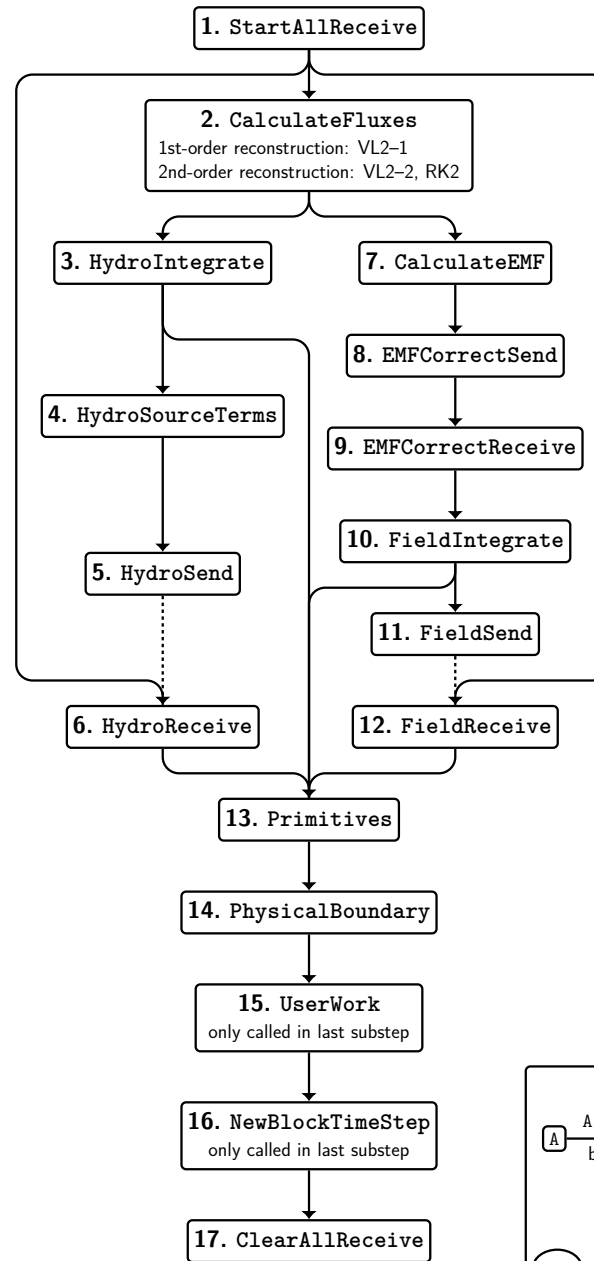 1. StartAllReceive
2. CalculateFluxes
1st-order reconstruction: VL2–1
2nd-order reconstruction: VL2–2, RK2
3. HydroIntegrate
7. CalculateEMF
8. EMFCorrectSend
4. HydroSourceTerms
9. EMFCorrectReceive
10. FieldIntegrate
5. HydroSend
11. FieldSend
6. HydroReceive
12. FieldReceive
13. Primitives
14. PhysicalBoundary
15. UserWork
only called in last substep
16. NewBlockTimeStep
only called in last substep
A
A
b
17. ClearAllReceive